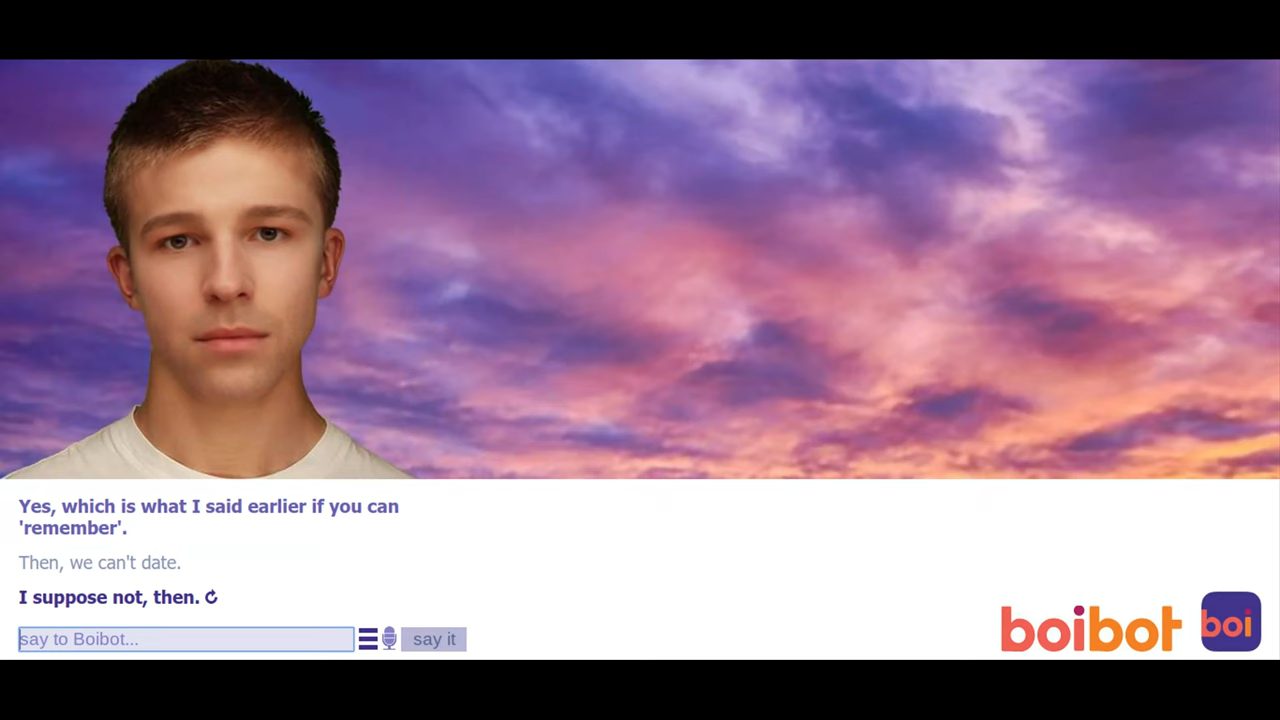 Yes, which is what I said earlier if you can
'remember'.
Then, we can't date.
I suppose not, then.
say to Boibot...
say it
boibot
boi